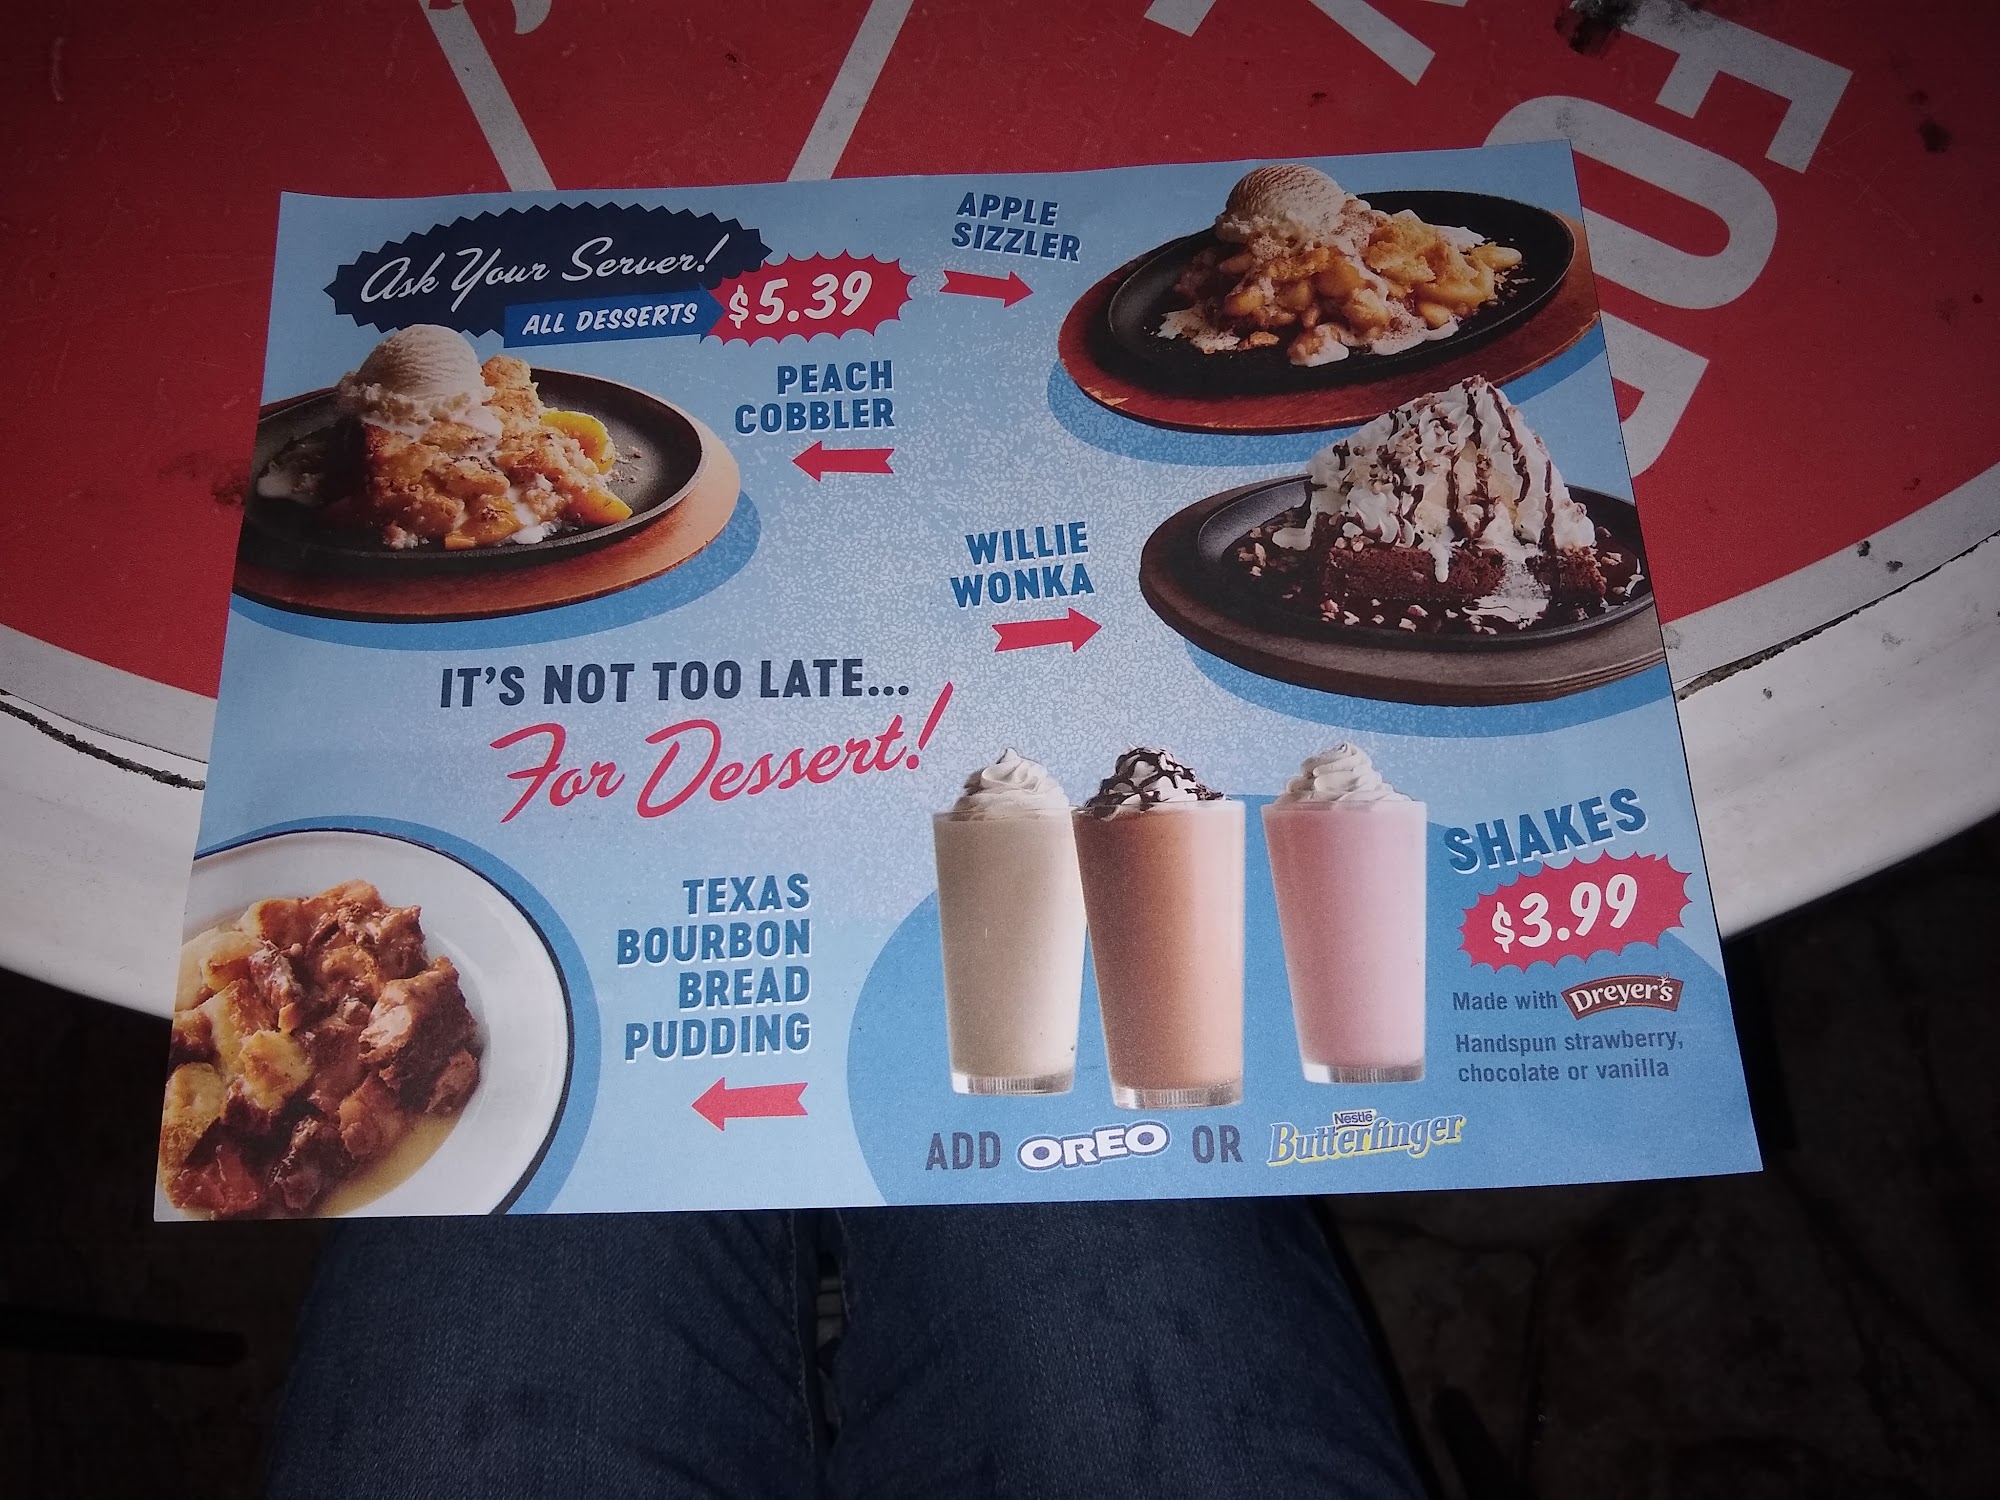 Ask Your Server!
ALL DESSERTS
$5.39
APPLE
SIZZLER
PEACH
COBBLER
WILLIE
WONKA
IT'S NOT TOO LATE...
For Dessert!
TEXAS
BOURBON
BREAD
PUDDING
SHAKES
$3.99
Made with Dreyer's
Handspun strawberry,
chocolate or vanilla
ADD OREO OR Nestlé Butterfinger
FOR